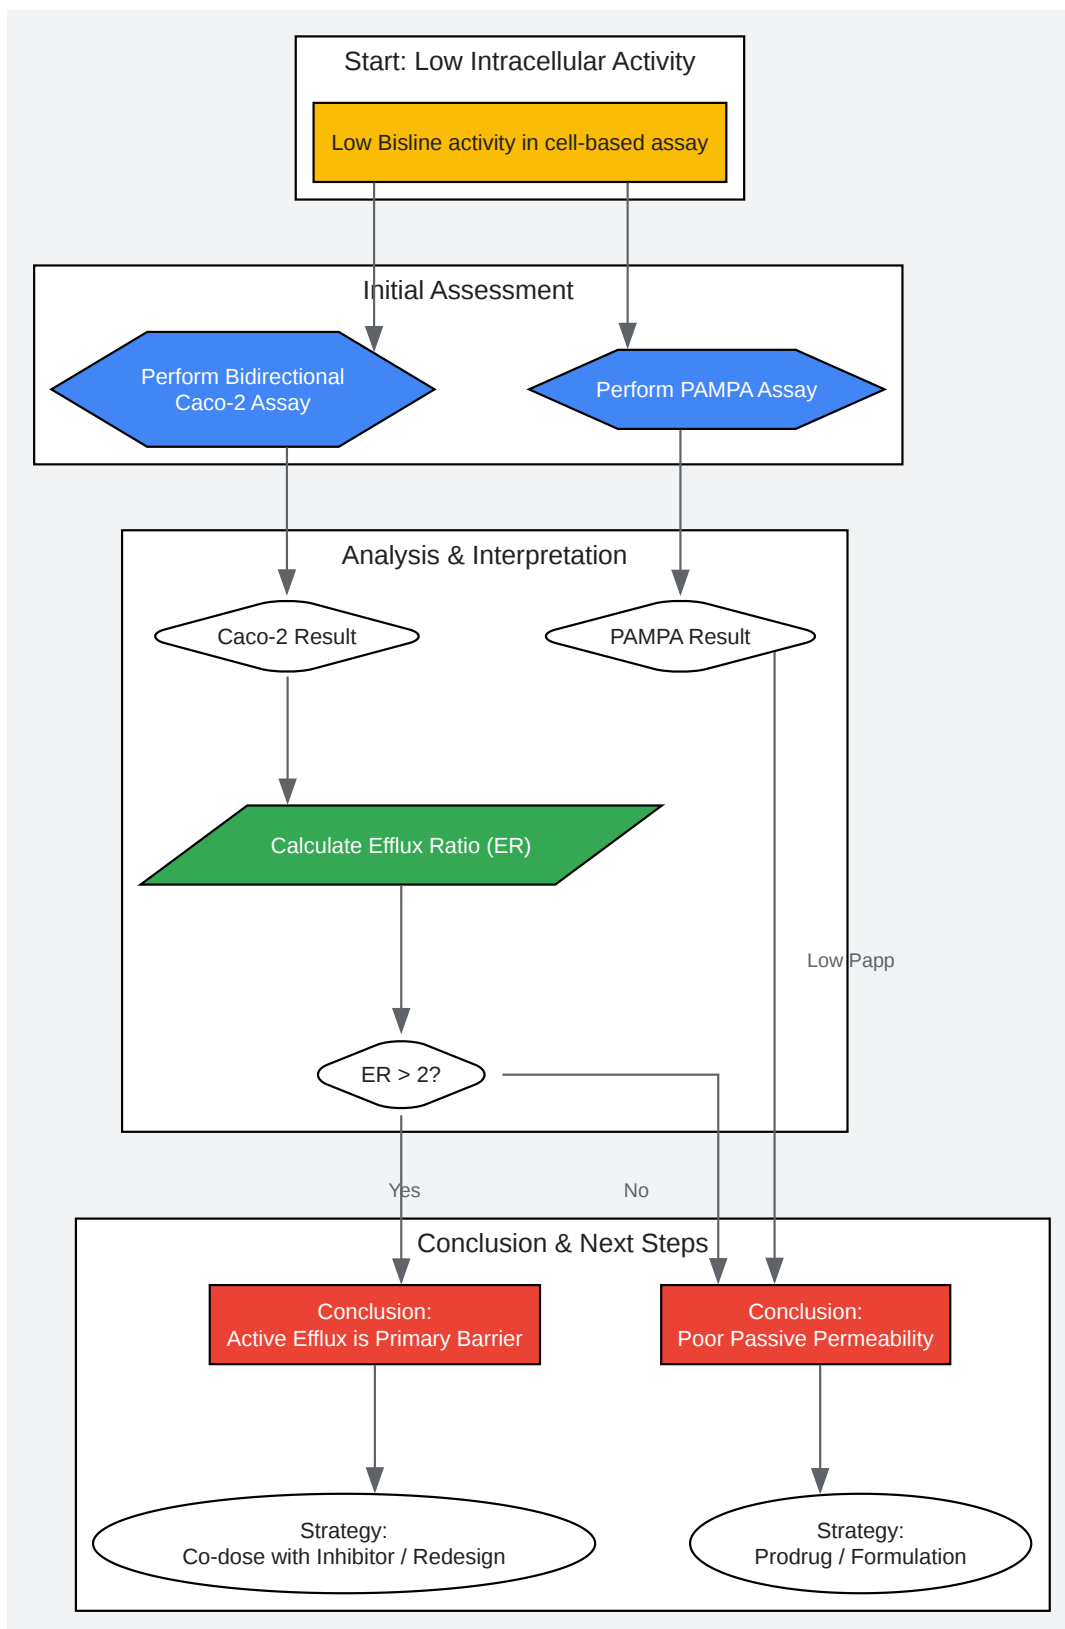 Start: Low Intracellular Activity
Low Bisline activity in cell-based assay
Initial Assessment
Perform Bidirectional
Caco-2 Assay
Perform PAMPA Assay
Analysis & Interpretation
Caco-2 Result
PAMPA Result
Calculate Efflux Ratio (ER)
Low Papp
ER > 2?
Yes
No
Conclusion & Next Steps
Conclusion:
Active Efflux is Primary Barrier
Conclusion:
Poor Passive Permeability
Strategy:
Co-dose with Inhibitor / Redesign
Strategy:
Prodrug / Formulation